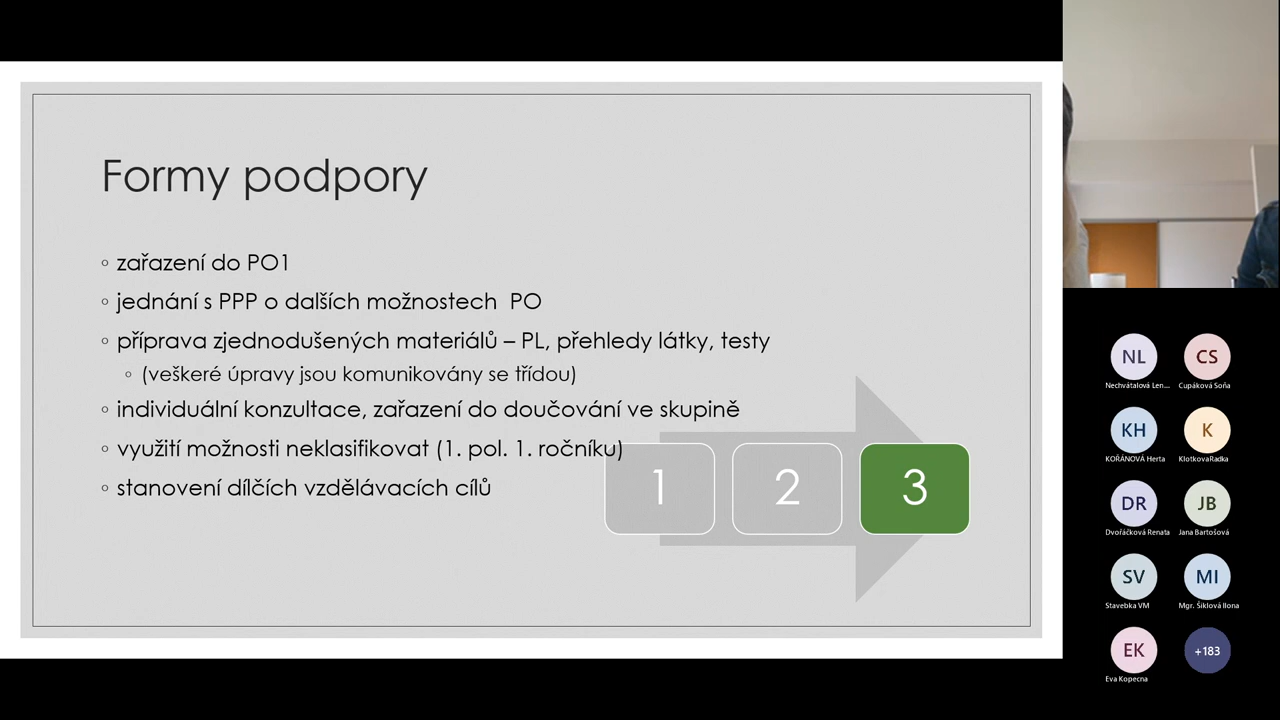 Formy podpory
◦ zařazení do PO1
◦ jednání s PPP o dalších možnostech  PO
◦ příprava zjednodušených materiálů – PL, přehledy látky, testy
◦ (veškeré úpravy jsou komunikovány se třídou)
◦ individuální konzultace, zařazení do doučování ve skupině
◦ využití možnosti neklasifikovat (1. pol. 1. ročníku)
◦ stanovení dílčích vzdělávacích cílů
1 2 3
NL CS
Nechvátalová Len... Cupáková Soňa
KH K
KOŘÁNOVÁ Herta KlotkovaRadka
DR JB
Dvořáčková Renata Jana Bartošová
SV MI
Stavebka VM Mgr. Šiklová Ilona
EK +183
Eva Kopecna